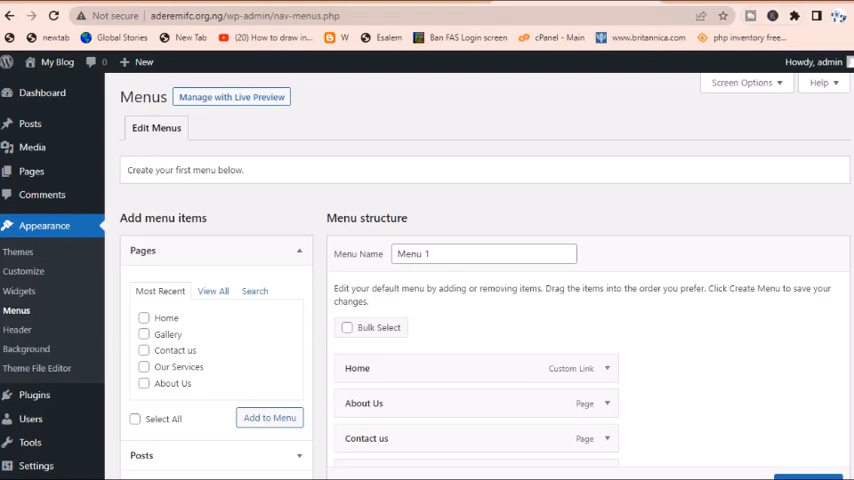 Not secure | aderemifc.org.ng/wp-admin/nav-menus.php
newtab Global Stories New Tab (20) How to draw in... W Esalem Ban FAS Login screen cPanel - Main www.britannica.com php inventory free...
My Blog 0 + New Howdy, admin
Screen Options ▼ Help ▼
Dashboard
Posts
Media
Pages
Comments
Appearance
Themes
Customize
Widgets
Menus
Header
Background
Theme File Editor
Plugins
Users
Tools
Settings
Menus Manage with Live Preview
Edit Menus
Create your first menu below.
Add menu items
Pages
Most Recent View All Search
Home
Gallery
Contact us
Our Services
About Us
Select All Add to Menu
Posts
Menu structure
Menu Name Menu 1
Edit your default menu by adding or removing items. Drag the items into the order you prefer. Click Create Menu to save your
changes.
Bulk Select
Home Custom Link
About Us Page
Contact us Page